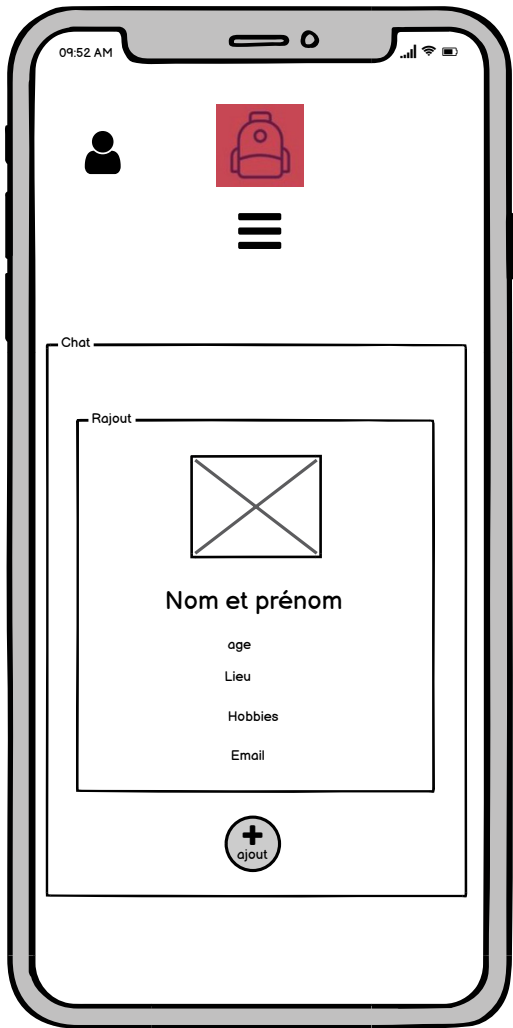 09:52 AM
Chat
Rajout
Nom et prénom
age
Lieu
Hobbies
Email
ajout